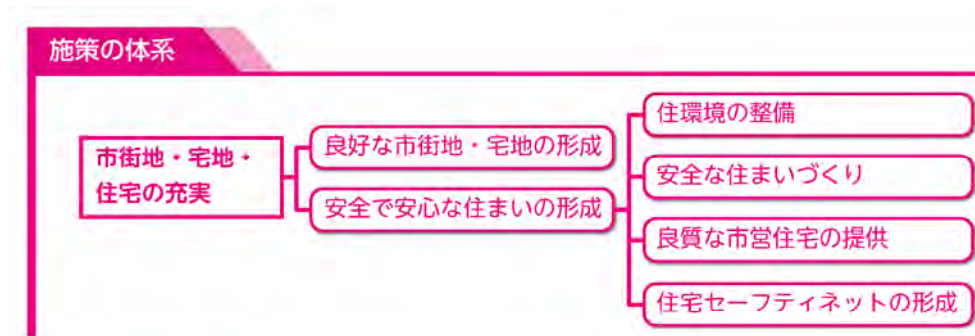 施策の体系
市街地・宅地・
住宅の充実
良好な市街地・宅地の形成
安全で安心な住まいの形成
住環境の整備
安全な住まいづくり
良質な市営住宅の提供
住宅セーフティネットの形成